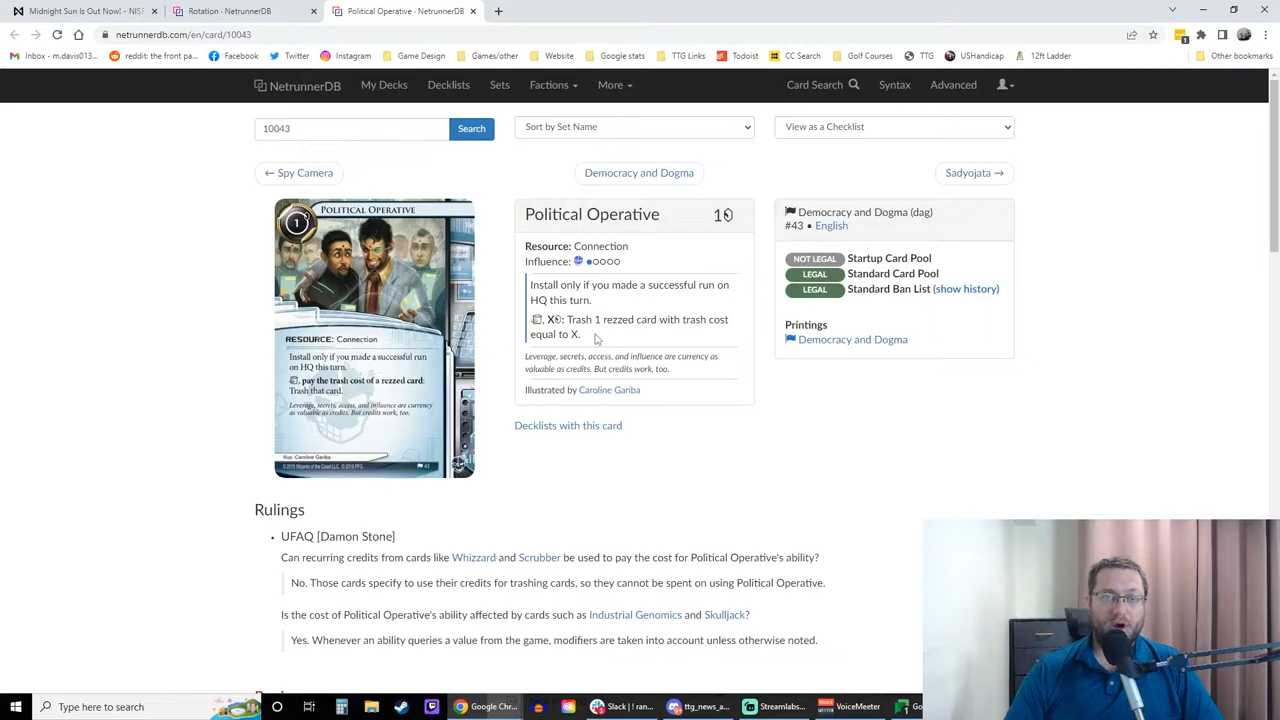 Midnight Sun Is Out Now! - NISE
Rotation · NetrunnerDB
Political Operative · NetrunnerDB
netrunnerdb.com/en/card/10043
Inbox - m.davis013...
reddit: the front pa...
Facebook
Twitter
Instagram
Game Design
Games/other
Website
Google stats
TTG Links
Todoist
CC Search
Golf Courses
TTG
USHandicap
12ft Ladder
Other bookmarks
NetrunnerDB
My Decks
Decklists
Sets
Factions
More
Card Search
Syntax
Advanced
10043
Search
Sort by Set Name
View as a Checklist
← Spy Camera
Democracy and Dogma
Sadyojata →
1
POLITICAL OPERATIVE
RESOURCE: Connection
Install only if you made a successful run
on HQ this turn.
, pay the trash cost of a rezzed card:
Trash that card.
Leverage, secrets, access, and influence are currency
as valuable as credits. But credits work, too.
Illus. Caroline Gariba
43
Political Operative
1
Resource: Connection
Influence:
Install only if you made a successful run on
HQ this turn.
, X: Trash 1 rezzed card with trash cost
equal to X.
Leverage, secrets, access, and influence are currency as
valuable as credits. But credits work, too.
Illustrated by Caroline Gariba
Decklists with this card
Democracy and Dogma (dag)
#43 • English
NOT LEGAL Startup Card Pool
LEGAL Standard Card Pool
LEGAL Standard Ban List (show history)
Printings
Democracy and Dogma
Rulings
UFAQ [Damon Stone]
Can recurring credits from cards like Whizzard and Scrubber be used to pay the cost for Political Operative's ability?
No. Those cards specify to use their credits for trashing cards, so they cannot be spent on using Political Operative.
Is the cost of Political Operative's ability affected by cards such as Industrial Genomics and Skulljack?
Yes. Whenever an ability queries a value from the game, modifiers are taken into account unless otherwise noted.
Type here to search
Google Chr...
Slack | ! ran...
ttg_news_a...
Streamlabs...
VoiceMeeter
Go